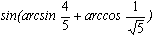 sin(arcsin 4/5 + arccos 1/√5)